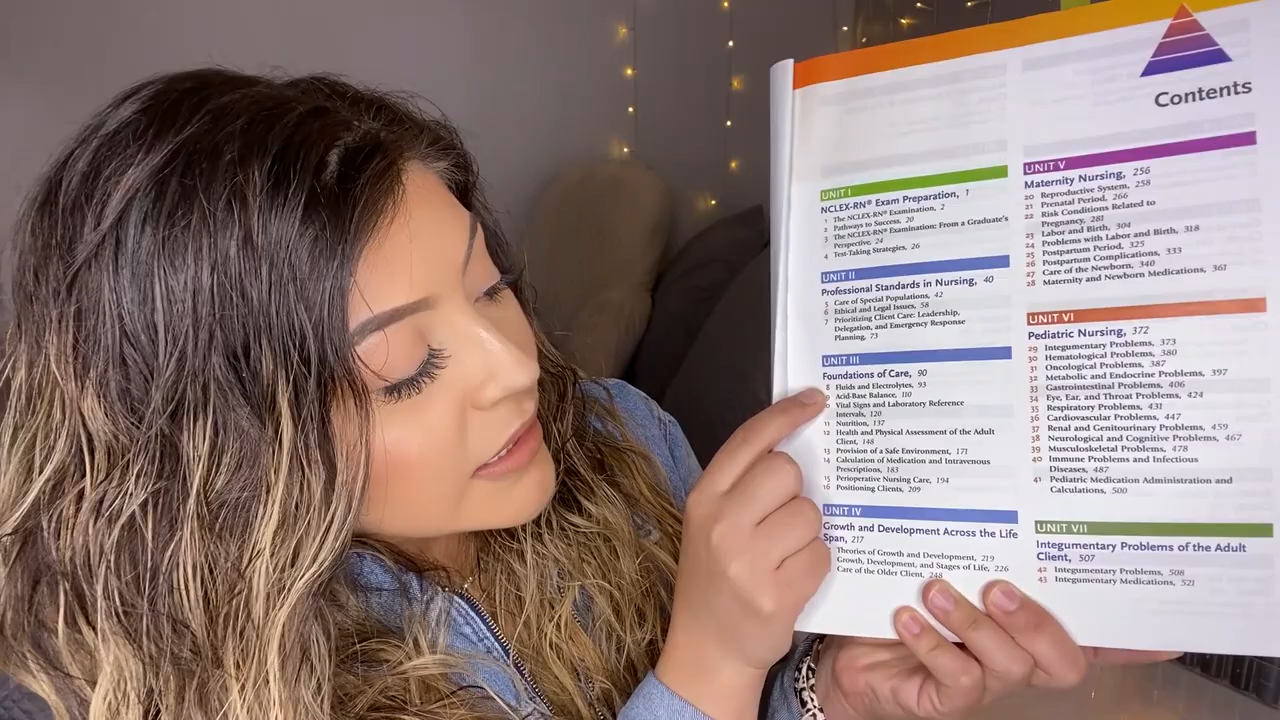 Contents
UNIT I
NCLEX-RN® Exam Preparation, 1
1 The NCLEX-RN® Examination, 2
2 Pathways to Success, 20
3 The NCLEX-RN® Examination: From a Graduate's
Perspective, 24
4 Test-Taking Strategies, 26
UNIT II
Professional Standards in Nursing, 40
5 Care of Special Populations, 42
6 Ethical and Legal Issues, 58
7 Prioritizing Client Care: Leadership,
Delegation, and Emergency Response
Planning, 73
UNIT III
Foundations of Care, 90
8 Fluids and Electrolytes, 93
9 Acid-Base Balance, 110
Vital Signs and Laboratory Reference
Intervals, 120
11 Nutrition, 137
12 Health and Physical Assessment of the Adult
Client, 148
13 Provision of a Safe Environment, 171
14 Calculation of Medication and Intravenous
Prescriptions, 183
15 Perioperative Nursing Care, 194
16 Positioning Clients, 209
UNIT IV
Growth and Development Across the Life
Span, 217
Theories of Growth and Development, 219
Growth, Development, and Stages of Life, 226
Care of the Older Client, 248
UNIT V
Maternity Nursing, 256
20 Reproductive System, 258
21 Prenatal Period, 266
22 Risk Conditions Related to
Pregnancy, 281
23 Labor and Birth, 304
24 Problems with Labor and Birth, 318
25 Postpartum Period, 325
26 Postpartum Complications, 333
27 Care of the Newborn, 340
28 Maternity and Newborn Medications, 361
UNIT VI
Pediatric Nursing, 372
29 Integumentary Problems, 373
30 Hematological Problems, 380
31 Oncological Problems, 387
32 Metabolic and Endocrine Problems, 397
33 Gastrointestinal Problems, 406
34 Eye, Ear, and Throat Problems, 424
35 Respiratory Problems, 431
36 Cardiovascular Problems, 447
37 Renal and Genitourinary Problems, 459
38 Neurological and Cognitive Problems, 467
39 Musculoskeletal Problems, 478
40 Immune Problems and Infectious
Diseases, 487
41 Pediatric Medication Administration and
Calculations, 500
UNIT VII
Integumentary Problems of the Adult
Client, 507
42 Integumentary Problems, 508
43 Integumentary Medications, 521